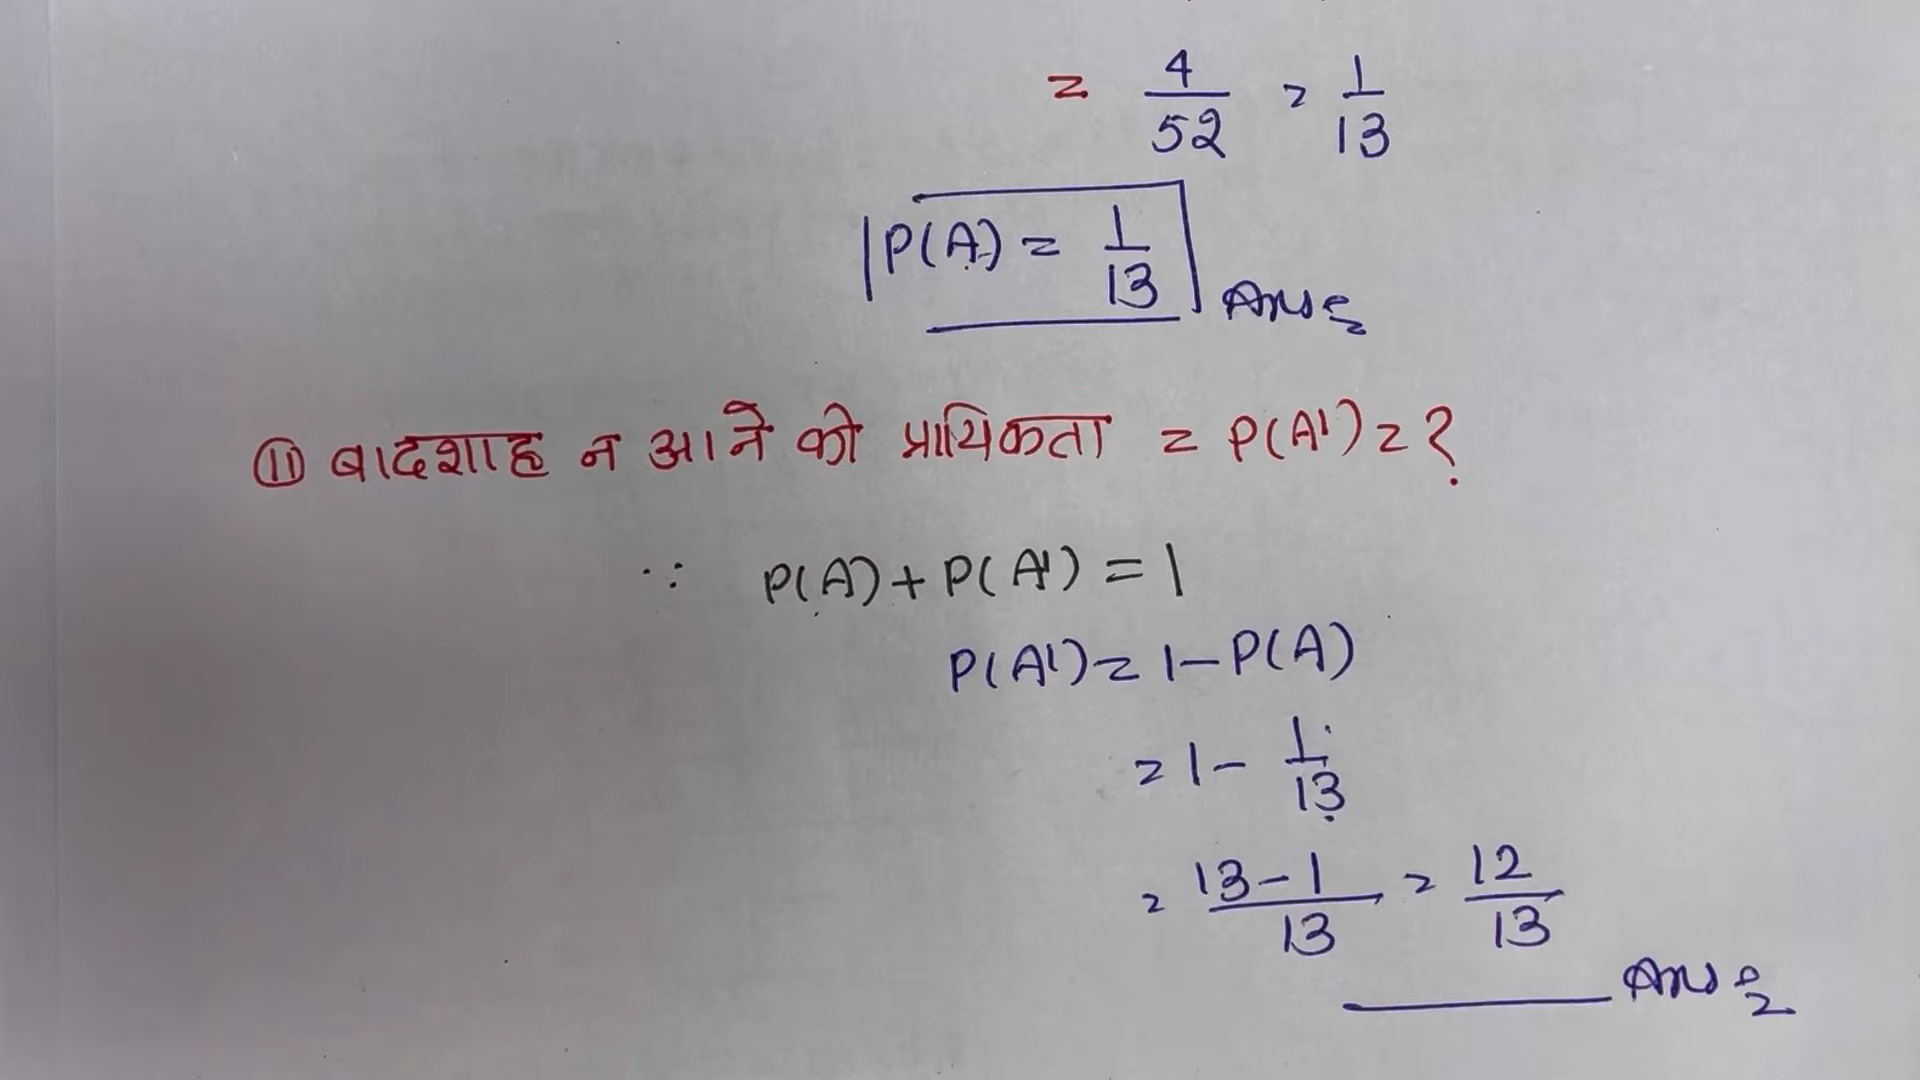 = 4/52 = 1/13
P(A) = 1/13 Ans
(ii) बादशाह न आने की प्रायिकता = P(A') = ?
∵ P(A) + P(A') = 1
P(A') = 1 - P(A)
= 1 - 1/13
= 13-1/13 = 12/13
Ans